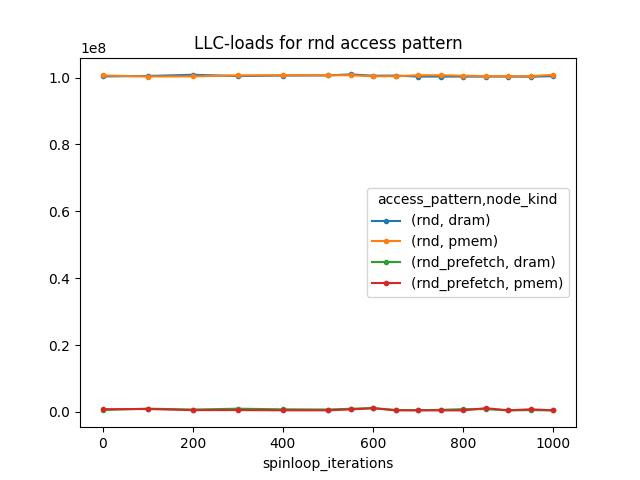 LLC-loads for rnd access pattern
1e8
1.0
0.8
0.6
0.4
0.2
0.0
access_pattern,node_kind
(rnd, dram)
(rnd, pmem)
(rnd_prefetch, dram)
(rnd_prefetch, pmem)
0 200 400 600 800 1000
spinloop_iterations